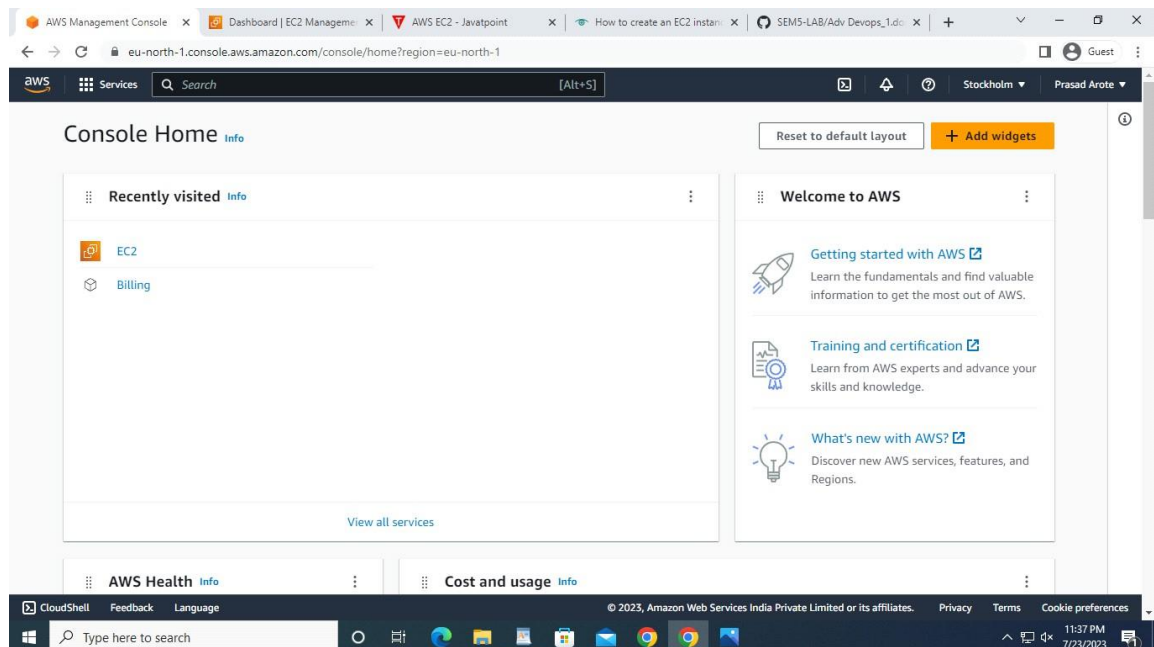 AWS Management Console
Dashboard | EC2 Manageme
AWS EC2 - Javatpoint
How to create an EC2 instan
SEM5-LAB/Adv Devops_1.do
eu-north-1.console.aws.amazon.com/console/home?region=eu-north-1
Guest
aws
Services
Search
[Alt+S]
Stockholm
Prasad Arote
Console Home Info
Reset to default layout
+ Add widgets
Recently visited Info
EC2
Billing
View all services
Welcome to AWS
Getting started with AWS
Learn the fundamentals and find valuable
information to get the most out of AWS.
Training and certification
Learn from AWS experts and advance your
skills and knowledge.
What's new with AWS?
Discover new AWS services, features, and
Regions.
AWS Health Info
Cost and usage Info
CloudShell
Feedback
Language
© 2023, Amazon Web Services India Private Limited or its affiliates.
Privacy
Terms
Cookie preferences
Type here to search
11:37 PM
7/23/2023
1